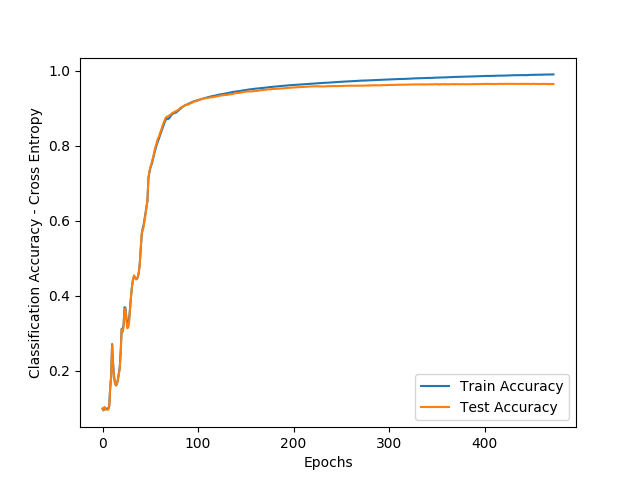 1.0
0.8
0.6
0.4
0.2
Classification Accuracy - Cross Entropy
0 100 200 300 400
Epochs
Train Accuracy
Test Accuracy